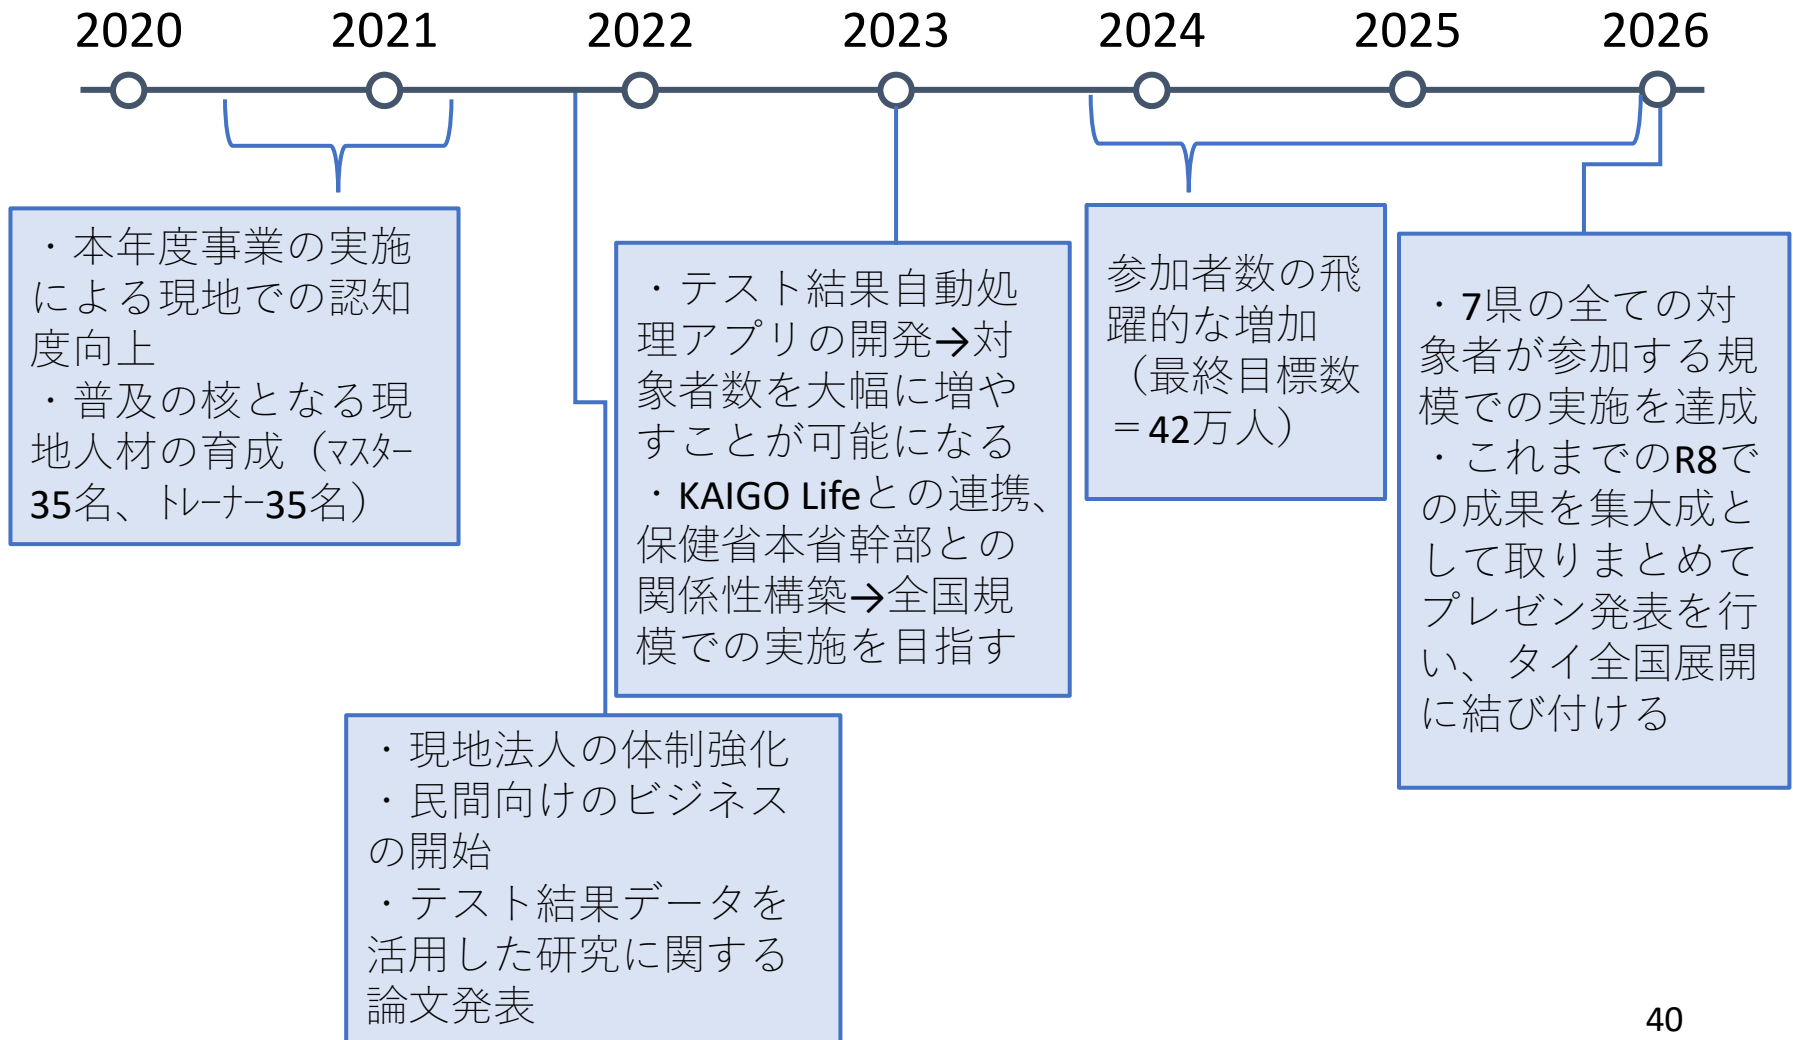 2020 2021 2022 2023 2024 2025 2026
・本年度事業の実施
による現地での認知
度向上
・普及の核となる現
地人材の育成（ﾏｽﾀｰ
35名、ﾄﾚｰﾅｰ35名）
・現地法人の体制強化
・民間向けのビジネス
の開始
・テスト結果データを
活用した研究に関する
論文発表
・テスト結果自動処
理アプリの開発→対
象者数を大幅に増や
すことが可能になる
・KAIGO Lifeとの連携、
保健省本省幹部との
関係性構築→全国規
模での実施を目指す
参加者数の飛
躍的な増加
（最終目標数
＝42万人）
・7県の全ての対
象者が参加する規
模での実施を達成
・これまでのR8で
の成果を集大成と
して取りまとめて
プレゼン発表を行
い、タイ全国展開
に結び付ける
40